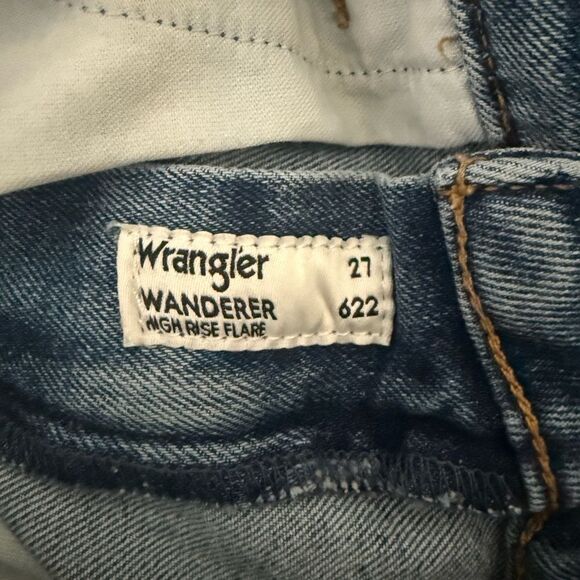 Wrangler 27
WANDERER 622
HIGH RISE FLARE